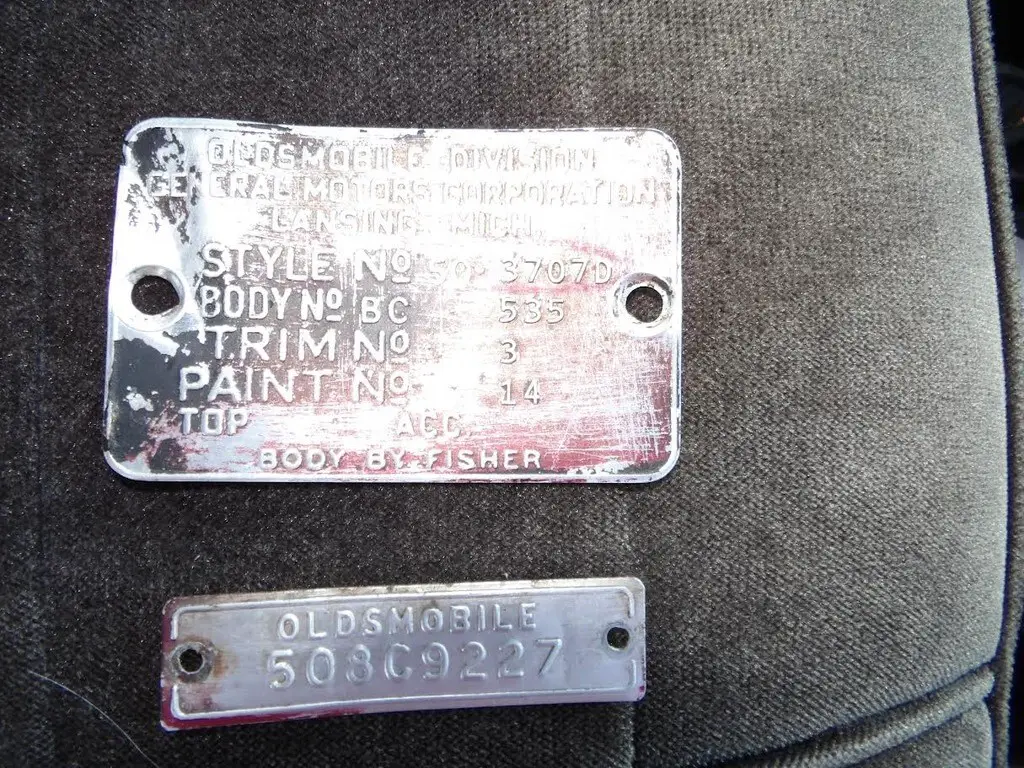 OLDSMOBILE DIVISION
GENERAL MOTORS CORPORATION
LANSING, MICH.
STYLE No 50 3707D
BODY No BC 535
TRIM No 3
PAINT No 14
TOP ACC.
BODY BY FISHER
OLDSMOBILE
508C9227